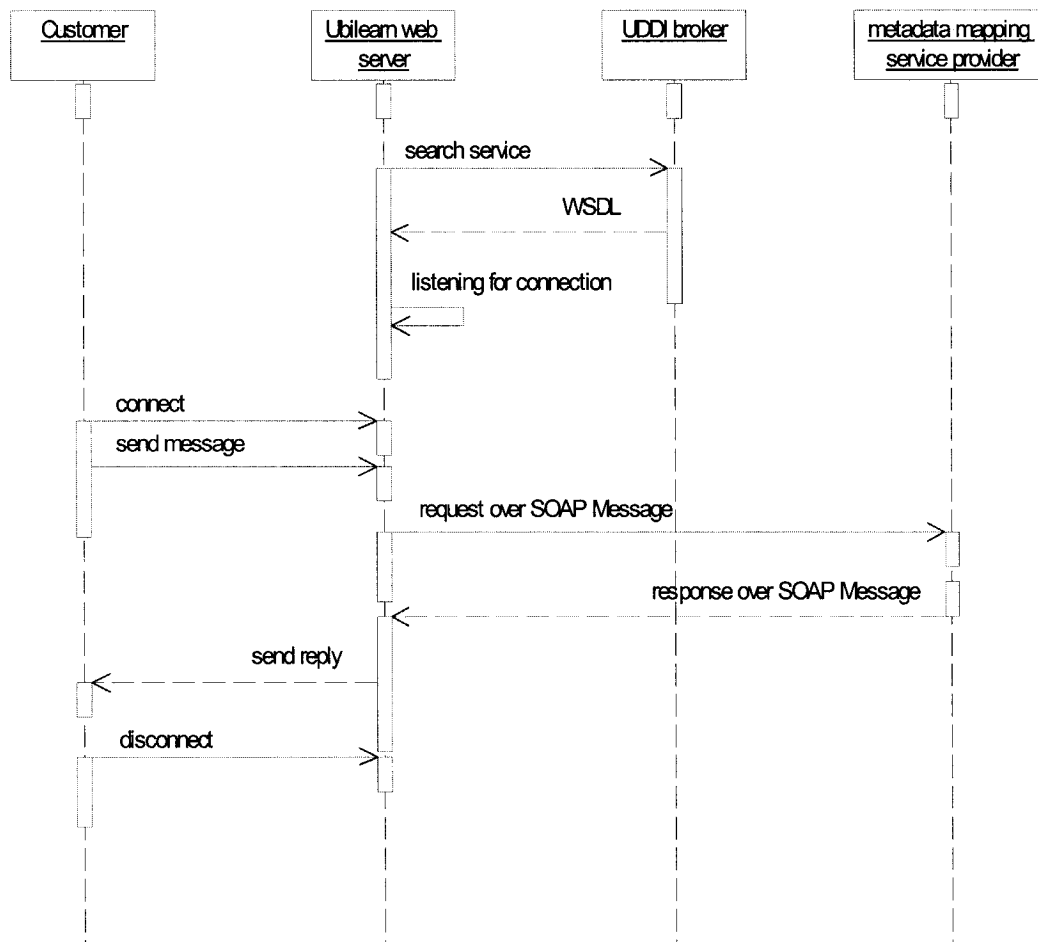 Customer
Ubilearn web
server
UDDI broker
metadata mapping
service provider
search service
WSDL
listening for connection
connect
send message
request over SOAP Message
response over SOAP Message
send reply
disconnect